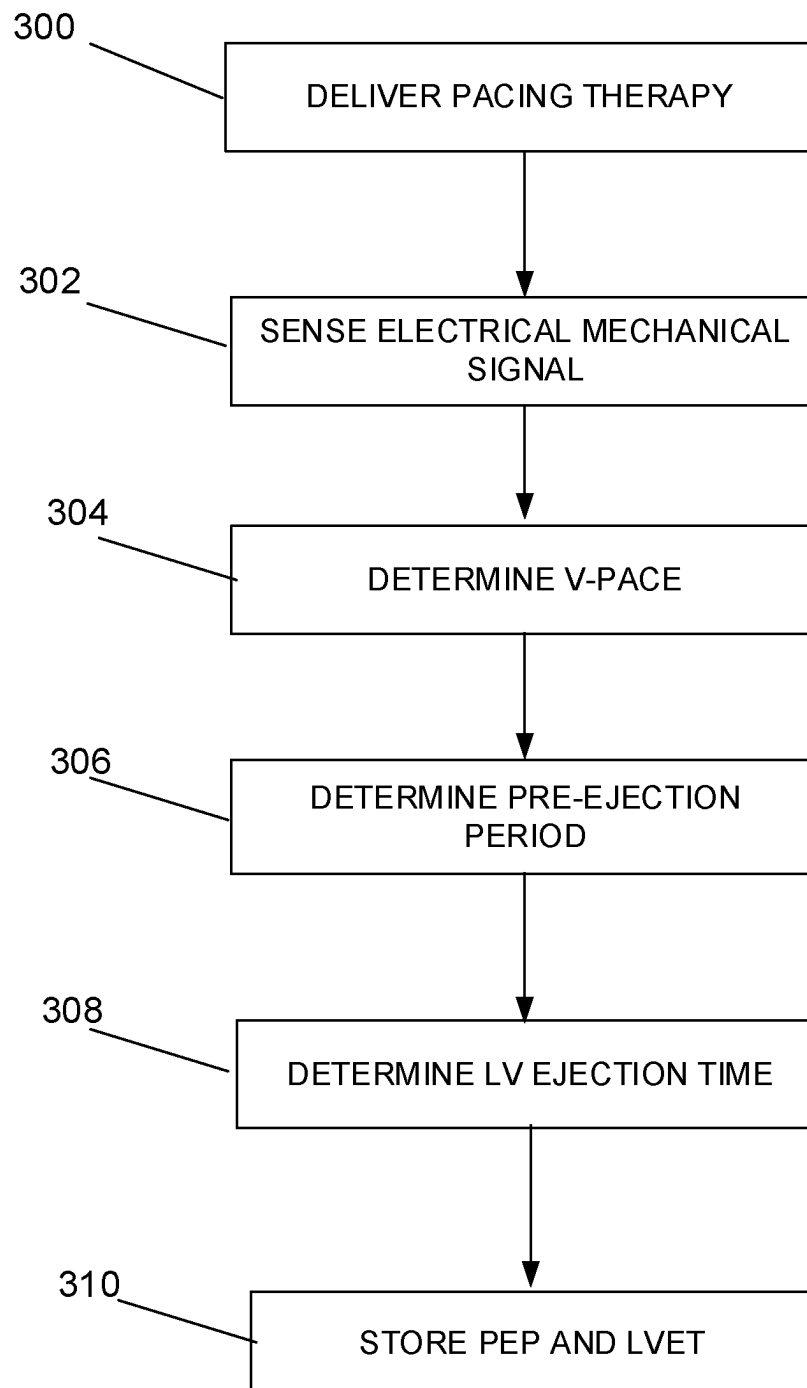 300
DELIVER PACING THERAPY
302
SENSE ELECTRICAL MECHANICAL
SIGNAL
304
DETERMINE V-PACE
306
DETERMINE PRE-EJECTION
PERIOD
308
DETERMINE LV EJECTION TIME
310
STORE PEP AND LVET